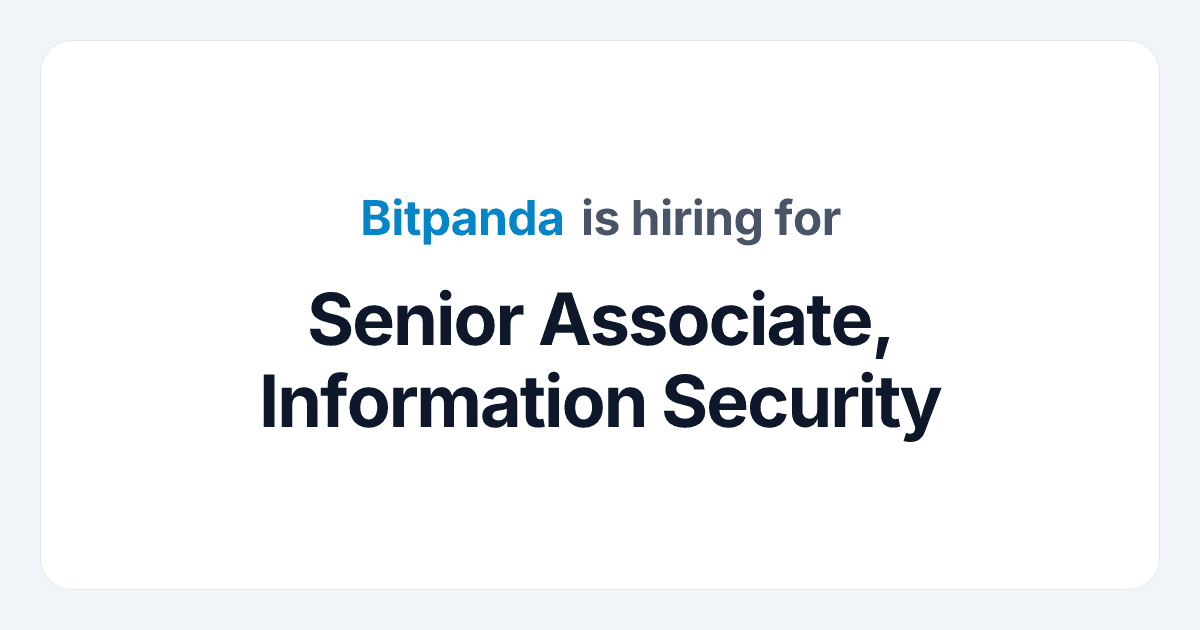 Bitpanda is hiring for
Senior Associate,
Information Security